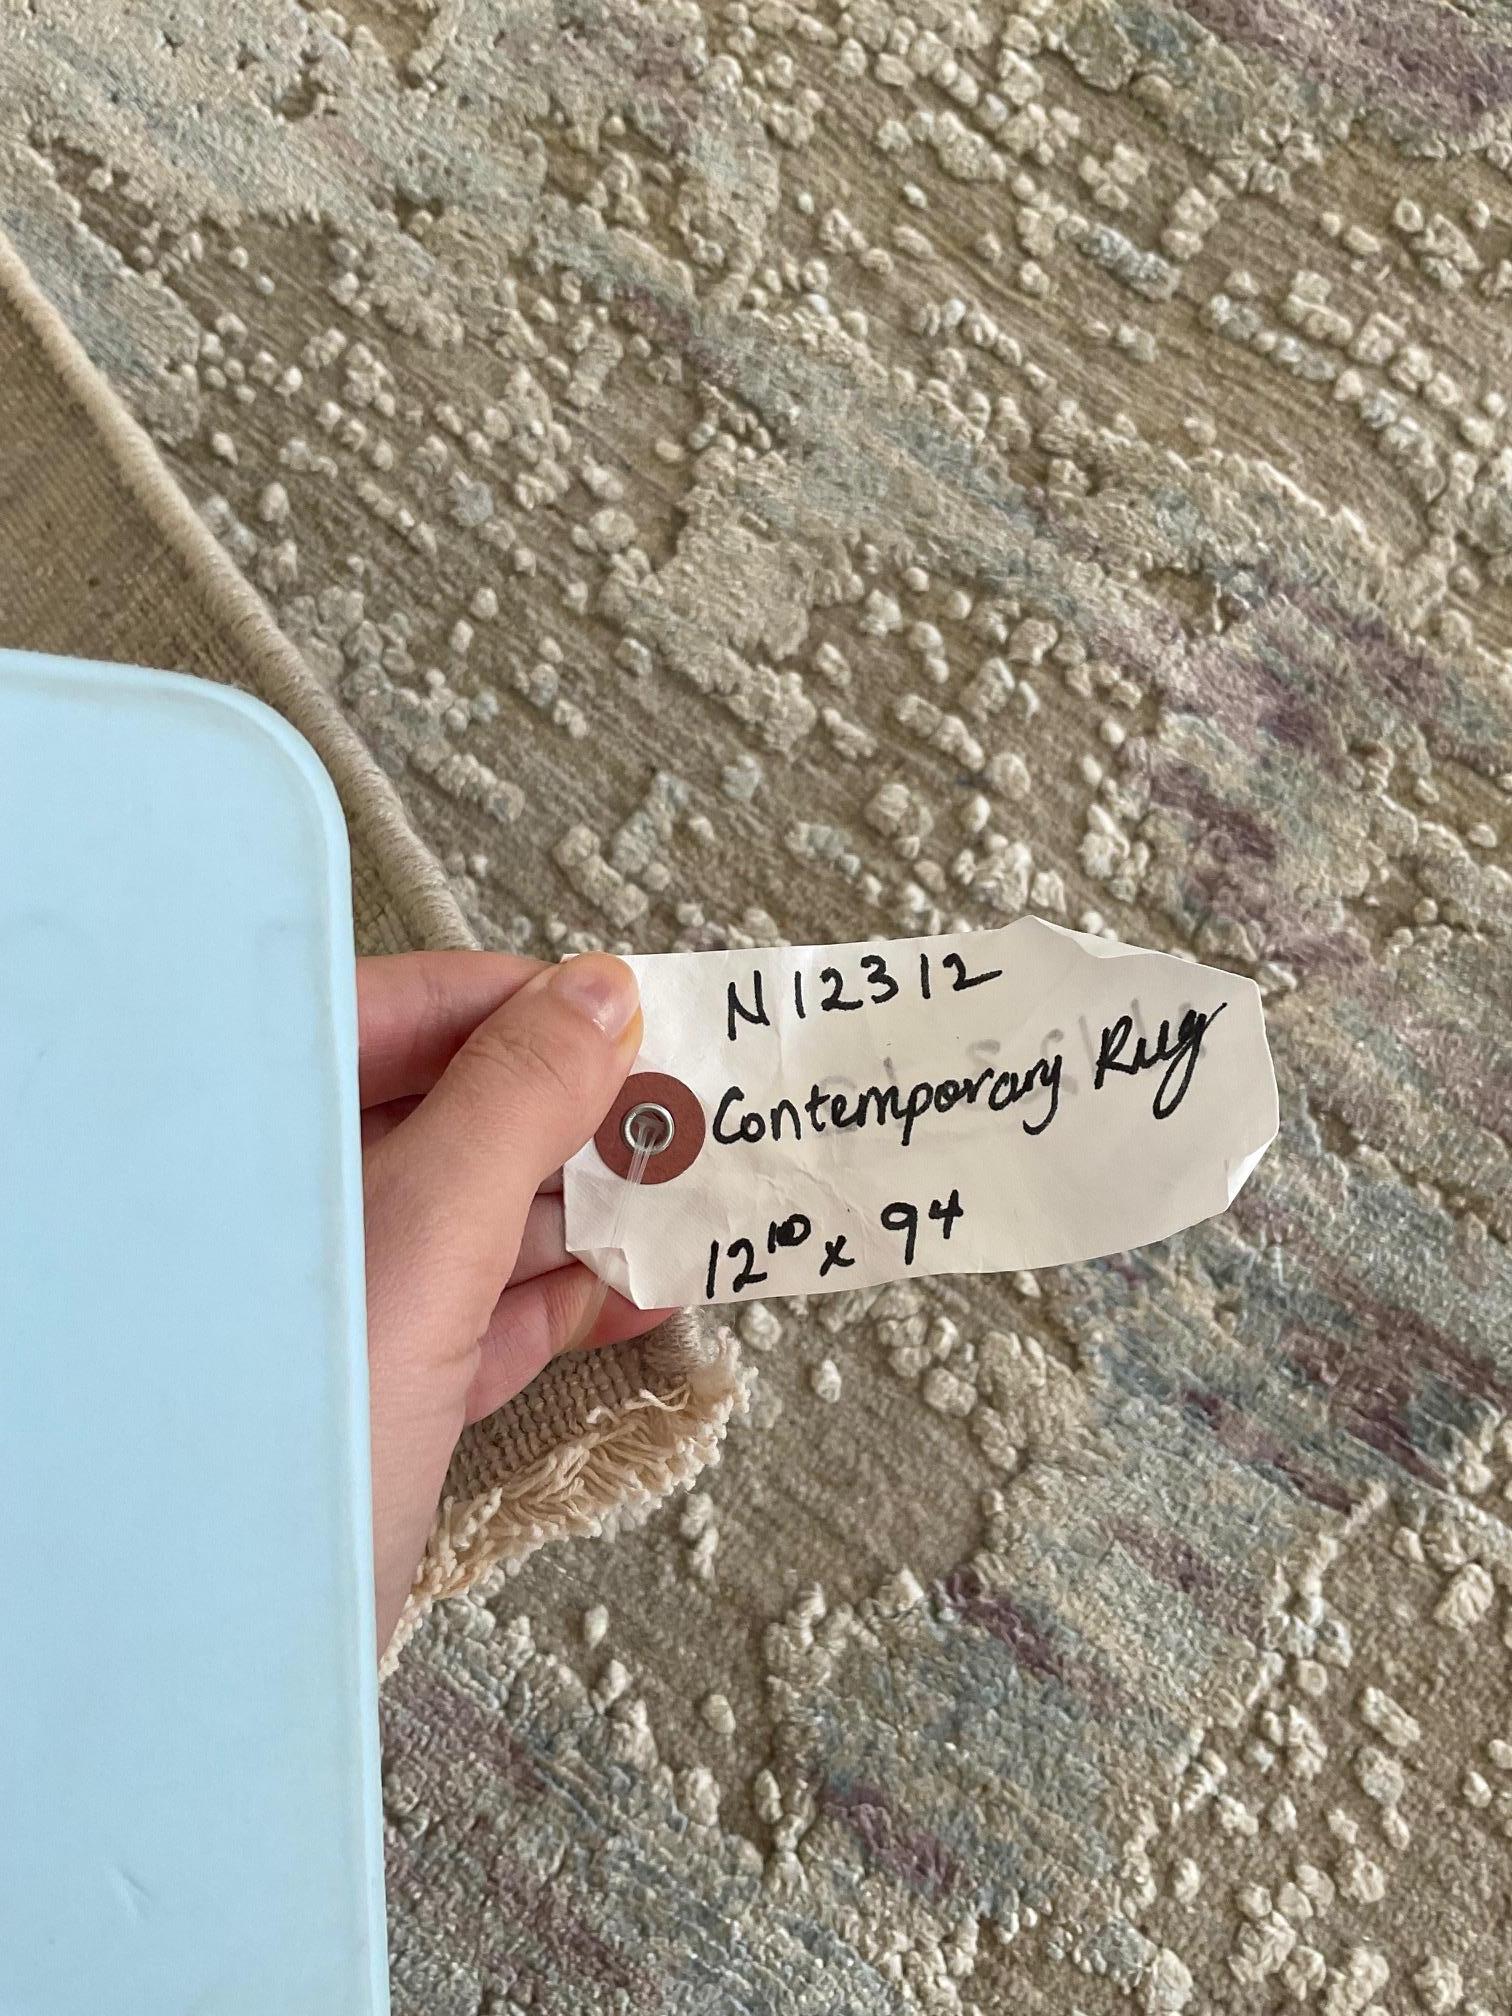 N12312
Contemporary Rug
12¹⁰ x 94